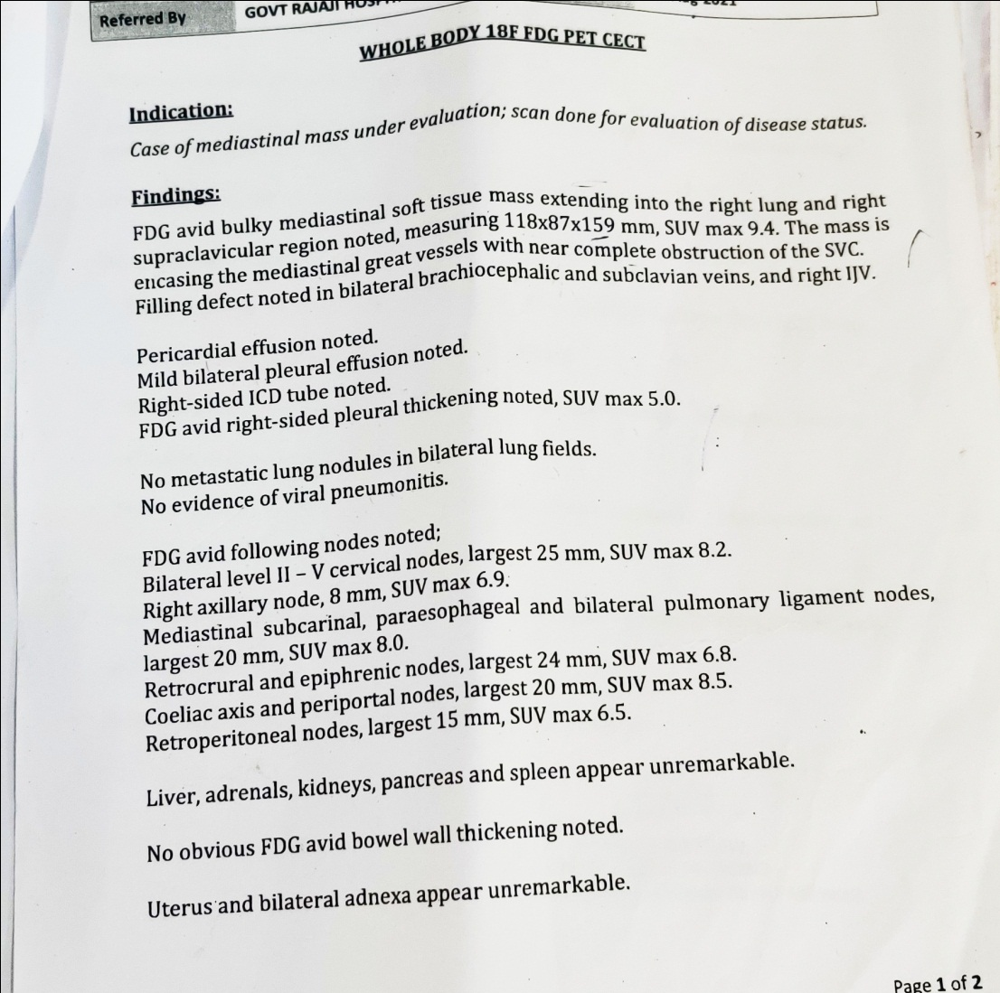 Referred By
GOVT RAJAJI
2021
WHOLE BODY 18F FDG PET CECT
Indication:
Case of mediastinal mass under evaluation; scan done for evaluation of disease status.
Findings:
FDG avid bulky mediastinal soft tissue mass extending into the right lung and right
supraclavicular region noted, measuring 118x87x159 mm, SUV max 9.4. The mass is
encasing the mediastinal great vessels with near complete obstruction of the SVC.
Filling defect noted in bilateral brachiocephalic and subclavian veins, and right IJV.
Pericardial effusion noted.
Mild bilateral pleural effusion noted.
Right-sided ICD tube noted.
FDG avid right-sided pleural thickening noted, SUV max 5.0.
No metastatic lung nodules in bilateral lung fields.
No evidence of viral pneumonitis.
FDG avid following nodes noted;
Bilateral level II – V cervical nodes, largest 25 mm, SUV max 8.2.
Right axillary node, 8 mm, SUV max 6.9.
Mediastinal subcarinal, paraesophageal and bilateral pulmonary ligament nodes,
largest 20 mm, SUV max 8.0.
Retrocrural and epiphrenic nodes, largest 24 mm, SUV max 6.8.
Coeliac axis and periportal nodes, largest 20 mm, SUV max 8.5.
Retroperitoneal nodes, largest 15 mm, SUV max 6.5.
Liver, adrenals, kidneys, pancreas and spleen appear unremarkable.
No obvious FDG avid bowel wall thickening noted.
Uterus and bilateral adnexa appear unremarkable.
Page 1 of 2